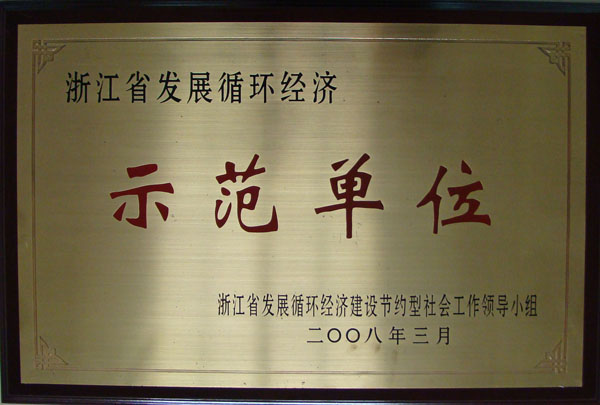 浙江省发展循环经济
示范单位
浙江省发展循环经济建设节约型社会工作领导小组
二〇〇八年三月